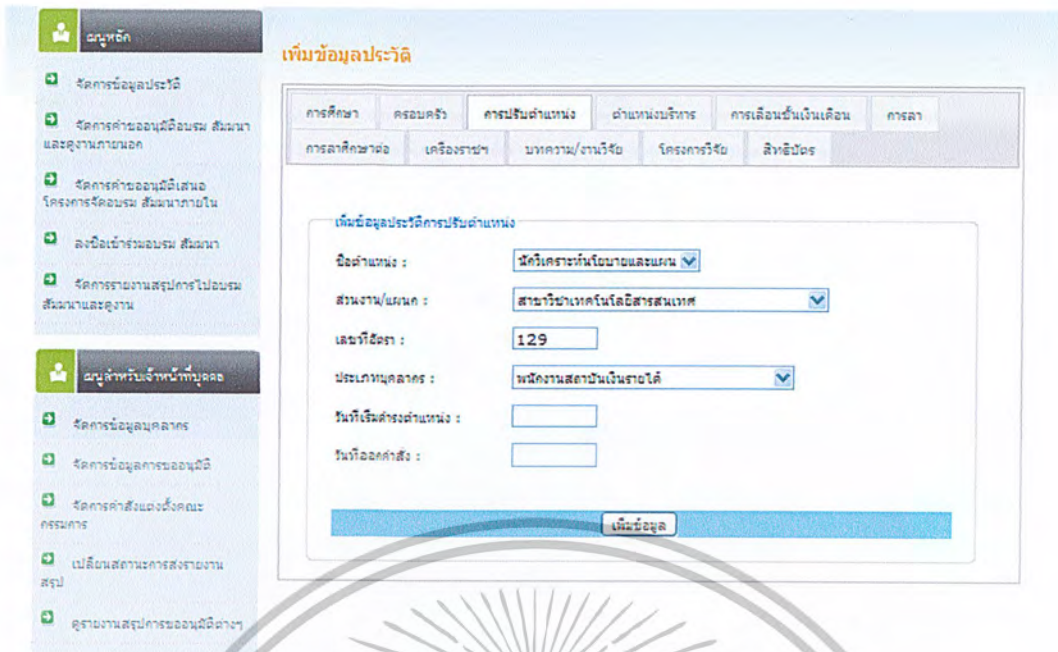 เมนูหลัก
จัดการข้อมูลประวัติ
จัดการคำขออนุมัติอบรม สัมมนา
และดูงานภายนอก
จัดการคำขออนุมัติเสนอ
โครงการจัดอบรม สัมมนาภายใน
ลงชื่อเข้าร่วมอบรม สัมมนา
จัดการรายงานสรุปการไปอบรม
สัมมนาและดูงาน
เมนูสำหรับเจ้าหน้าที่บุคคล
จัดการข้อมูลบุคลากร
จัดการข้อมูลการขออนุมัติ
จัดการคำสั่งแต่งตั้งคณะ
กรรมการ
เปลี่ยนสถานะการส่งรายงาน
สรุป
ดูรายงานสรุปการขออนุมัติต่างๆ
เพิ่มข้อมูลประวัติ
การศึกษา ครอบครัว การปรับตำแหน่ง ตำแหน่งบริหาร การเลื่อนขั้นเงินเดือน การลา
การลาศึกษาต่อ เครื่องราชฯ บทความ/งานวิจัย โครงการวิจัย สิทธิบัตร
เพิ่มข้อมูลประวัติการปรับตำแหน่ง
ชื่อตำแหน่ง : นักวิเคราะห์นโยบายและแผน
ส่วนงาน/แผนก : สาขาวิชาเทคโนโลยีสารสนเทศ
เลขที่อัตรา : 129
ประเภทบุคลากร : พนักงานสถาบันเงินรายได้
วันที่เริ่มดำรงตำแหน่ง :
วันที่ออกคำสั่ง :
เพิ่มข้อมูล